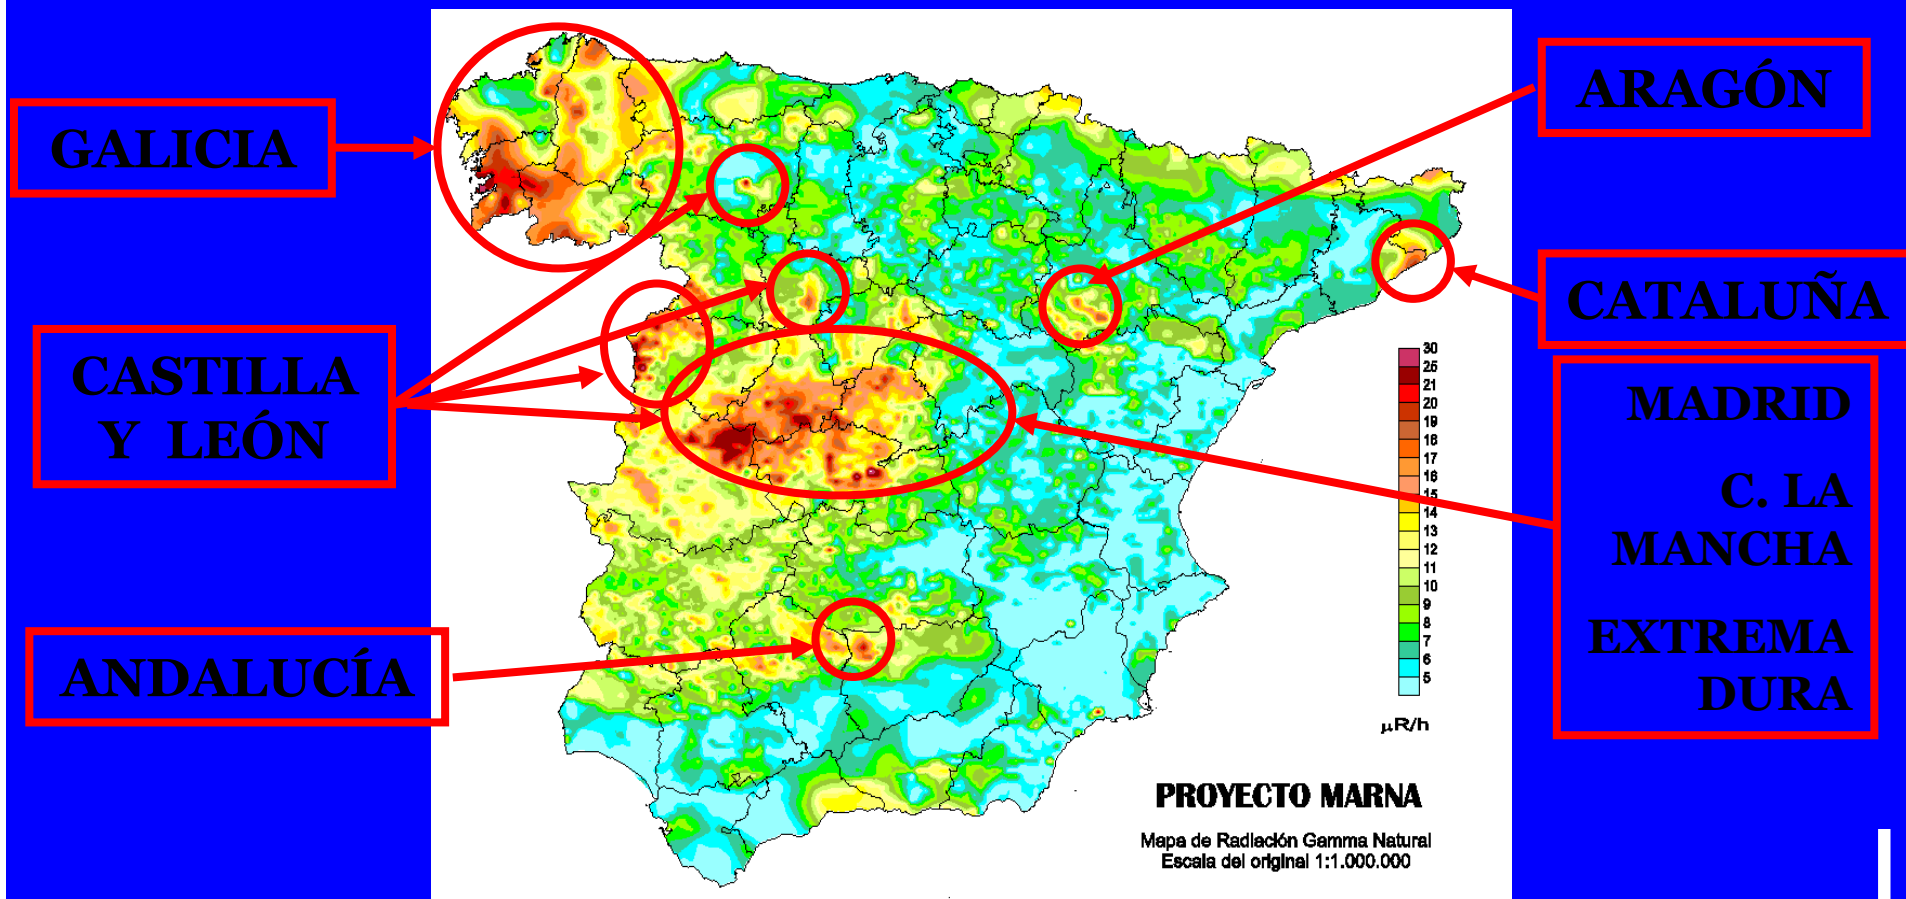 GALICIA
CASTILLA
Y LEÓN
ANDALUCÍA
ARAGÓN
CATALUÑA
MADRID
C. LA
MANCHA
EXTREMA
DURA
30
25
21
20
19
18
17
16
15
14
13
12
11
10
9
8
7
6
5
µR/h
PROYECTO MARNA
Mapa de Radiación Gamma Natural
Escala del original 1:1.000.000